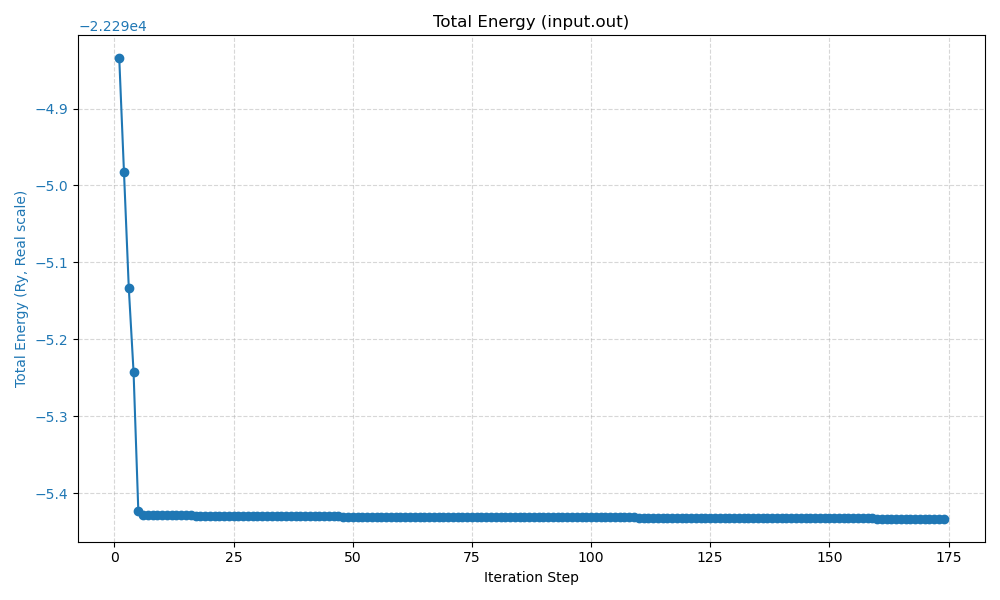 Total Energy (input.out)
−2.229e4
Total Energy (Ry, Real scale)
−4.9
−5.0
−5.1
−5.2
−5.3
−5.4
0 25 50 75 100 125 150 175
Iteration Step